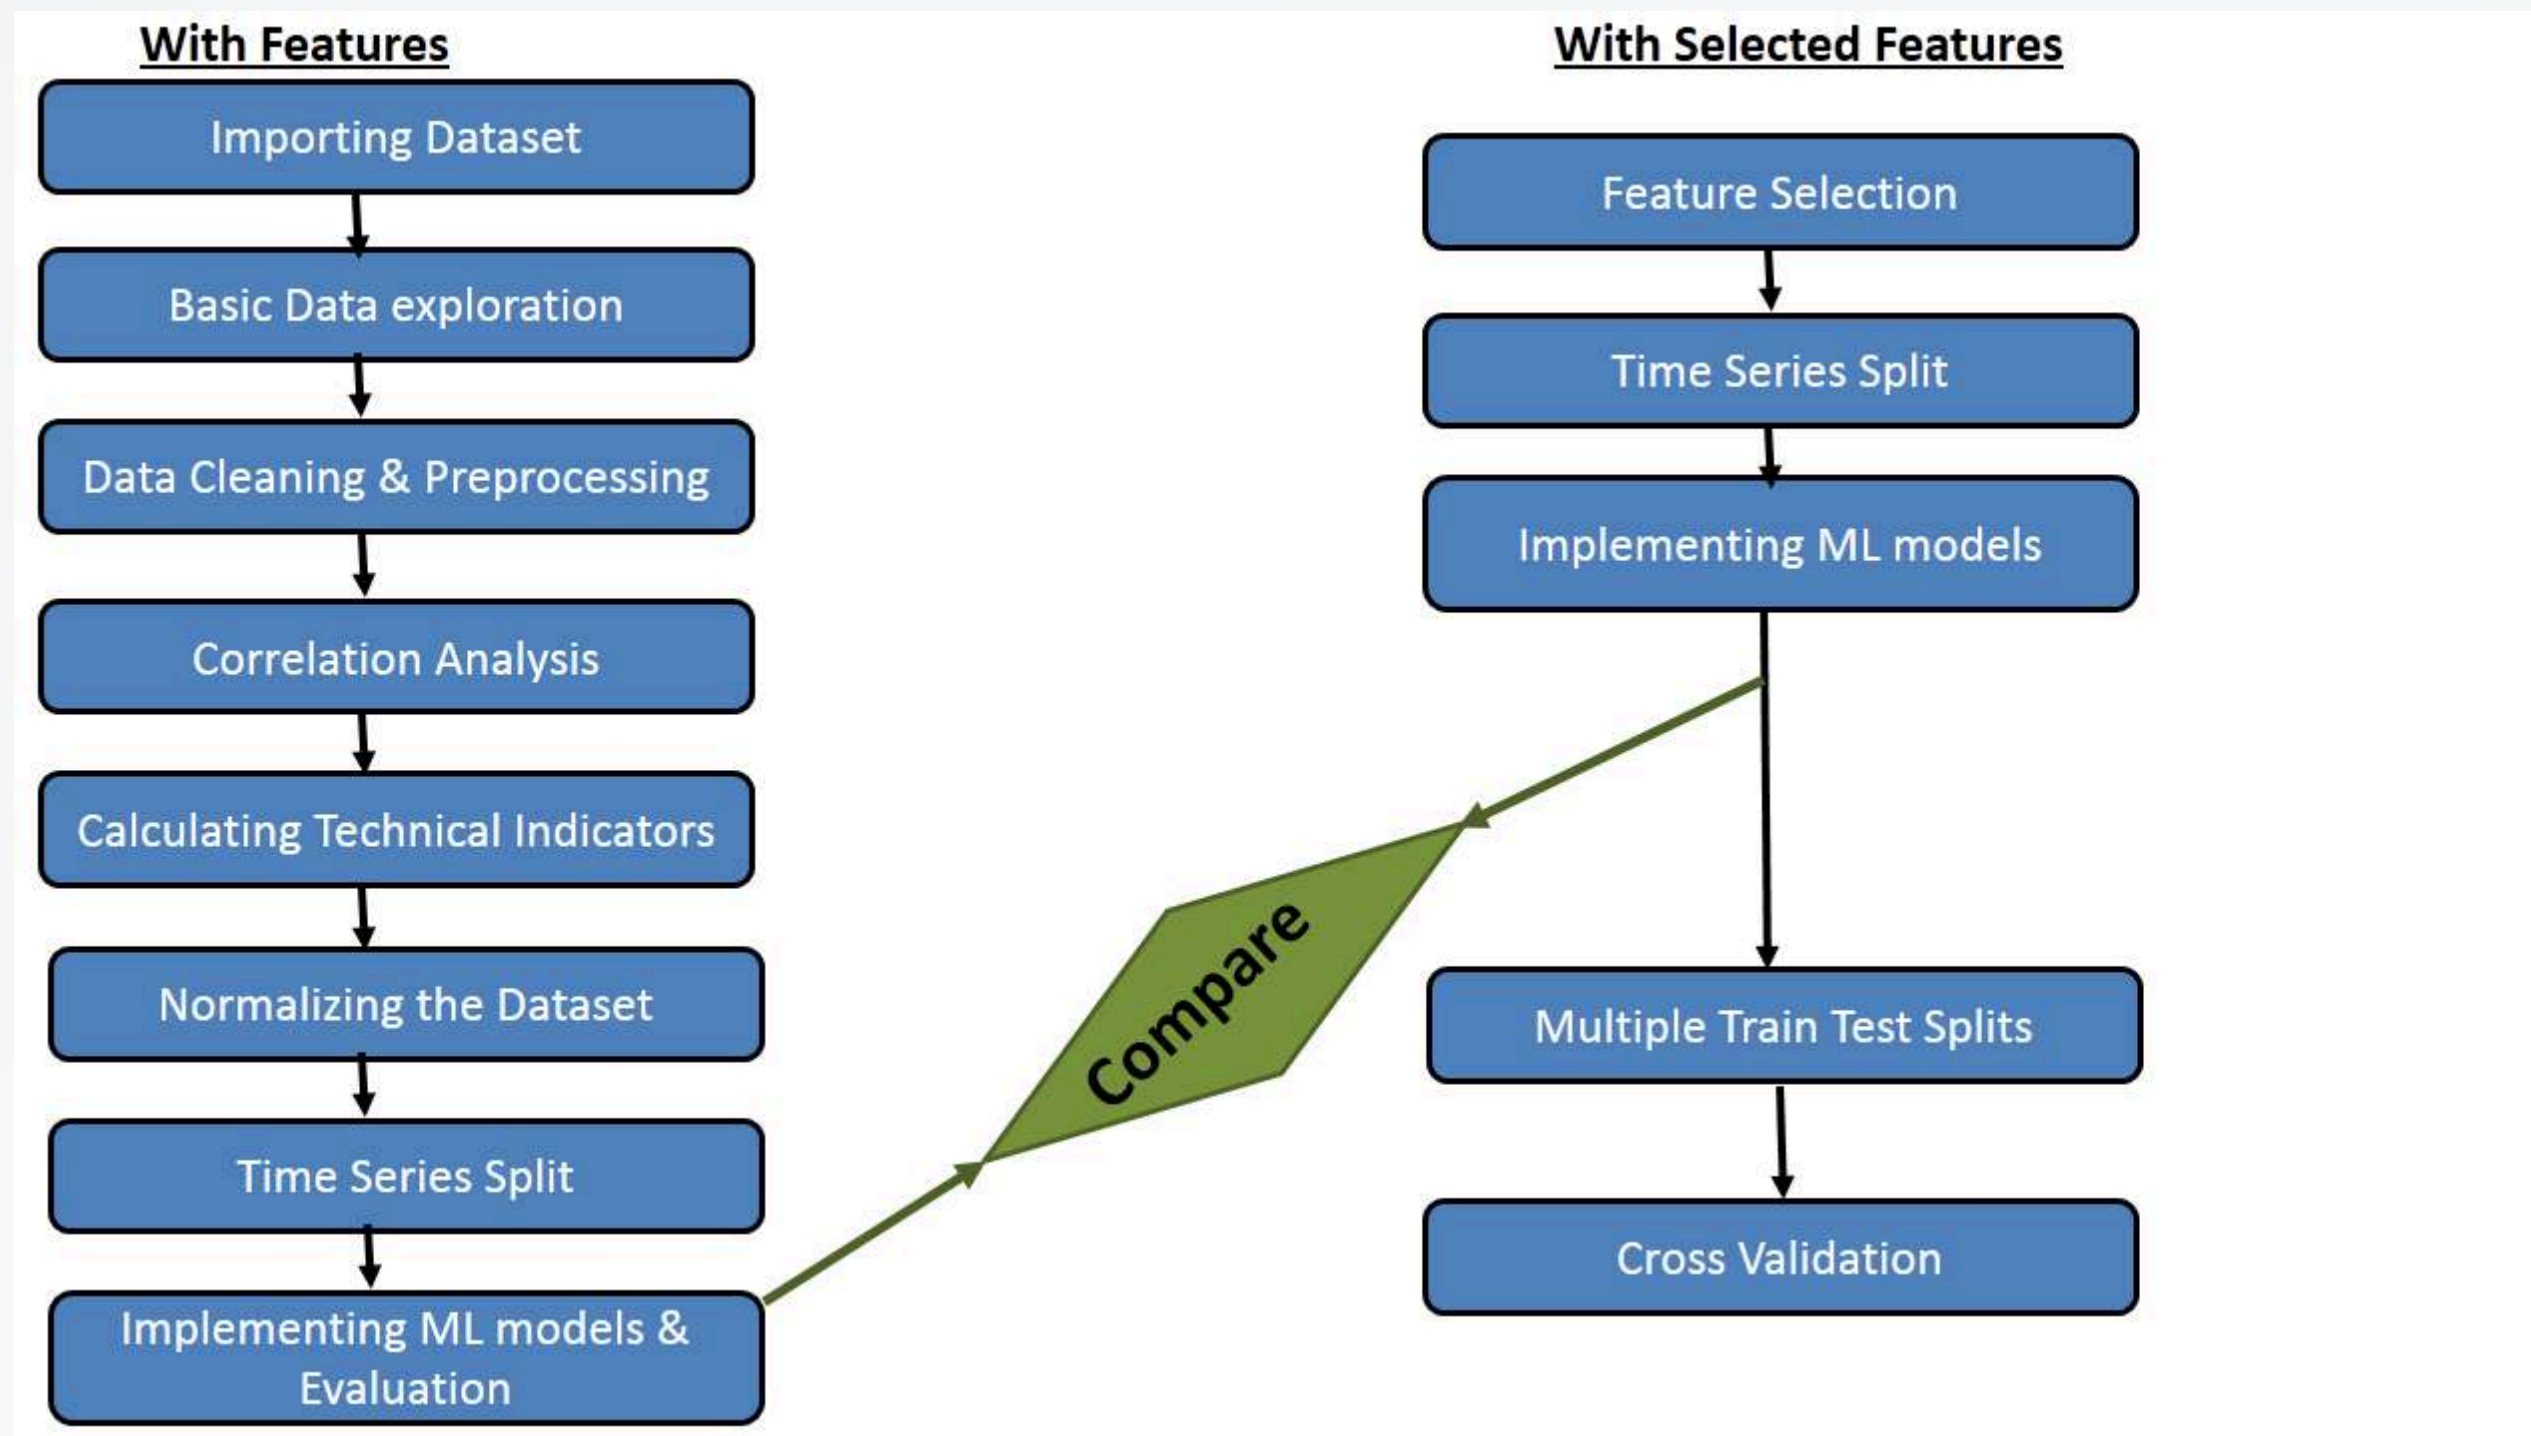 With Features
Importing Dataset
Basic Data exploration
Data Cleaning & Preprocessing
Correlation Analysis
Calculating Technical Indicators
Normalizing the Dataset
Time Series Split
Implementing ML models &
Evaluation
Compare
With Selected Features
Feature Selection
Time Series Split
Implementing ML models
Multiple Train Test Splits
Cross Validation